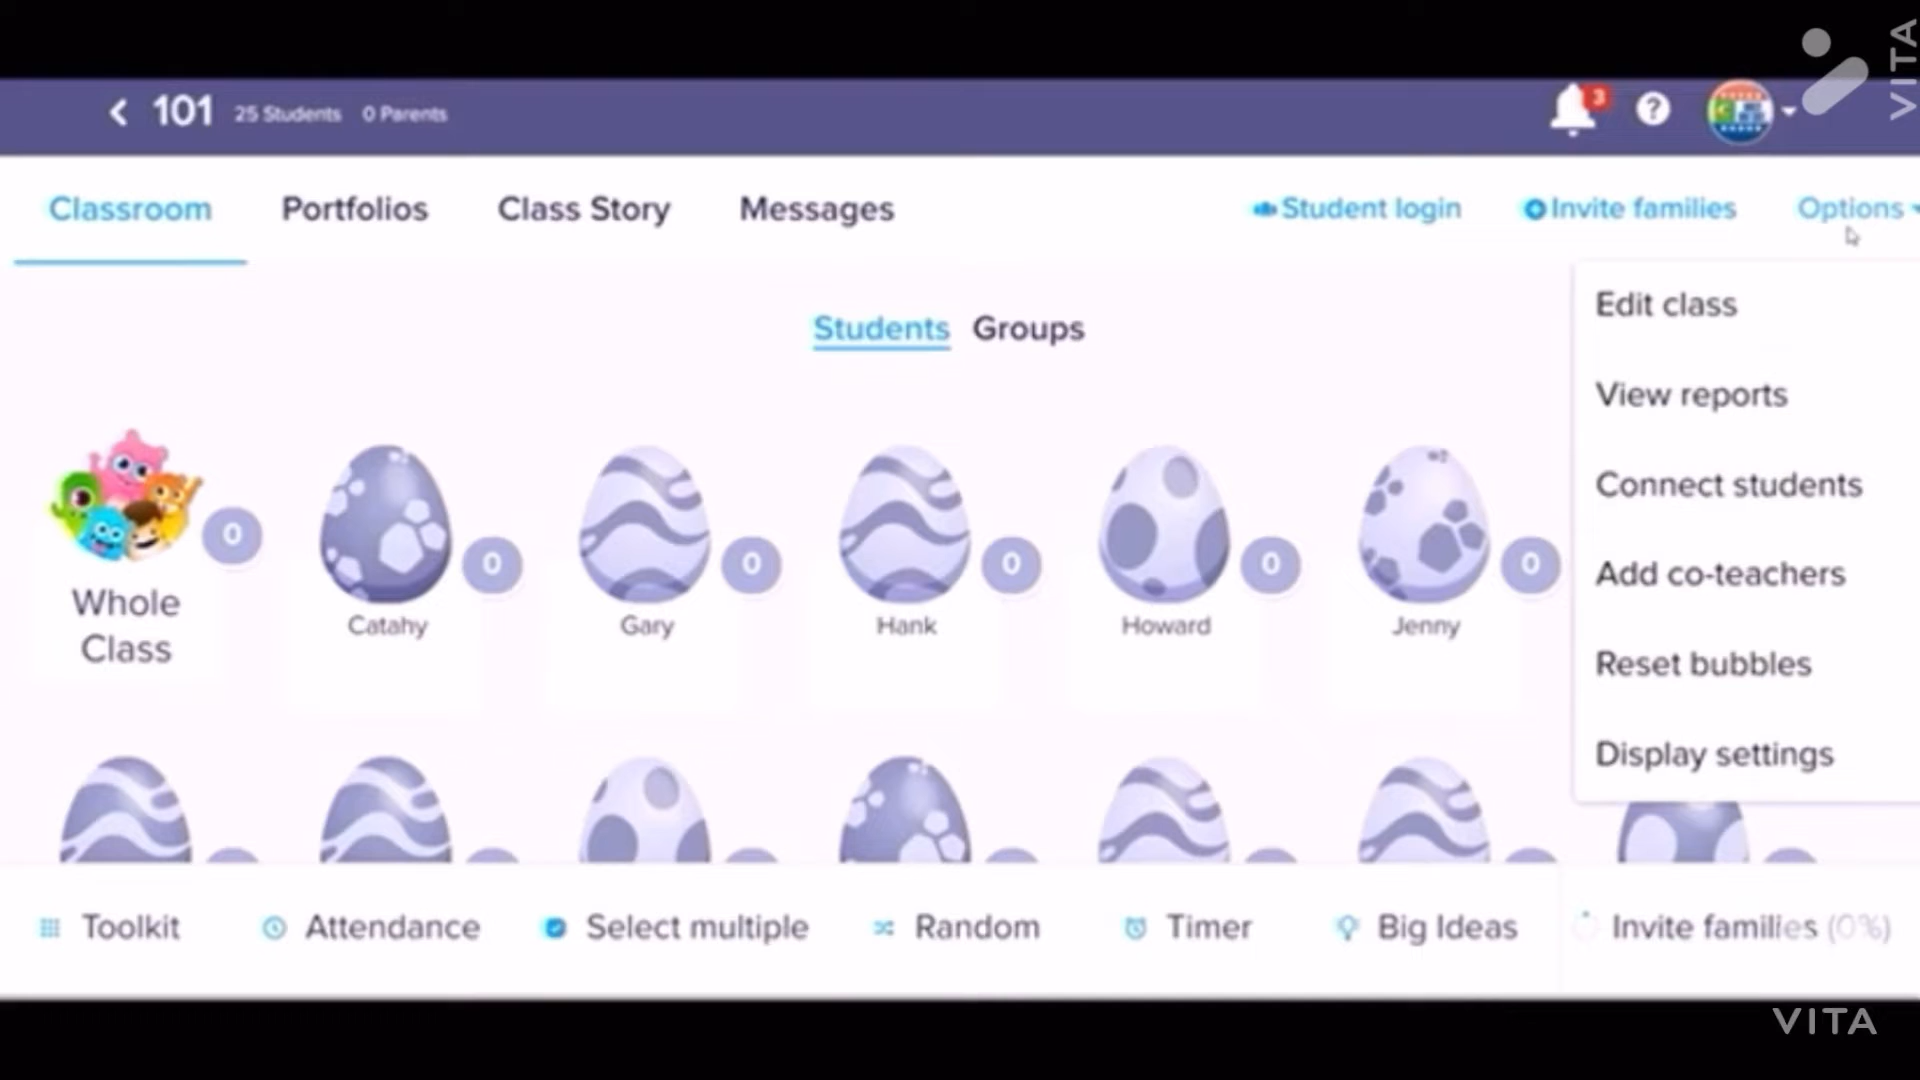 VITA
101 25 Students 0 Parents
3
?
Classroom Portfolios Class Story Messages
Student login Invite families Options
Edit class
View reports
Connect students
Add co-teachers
Reset bubbles
Display settings
Students Groups
0 0 0 0 0 0
Whole
Class
Catahy Gary Hank Howard Jenny
Toolkit Attendance Select multiple Random Timer Big Ideas Invite families (0%)
VITA